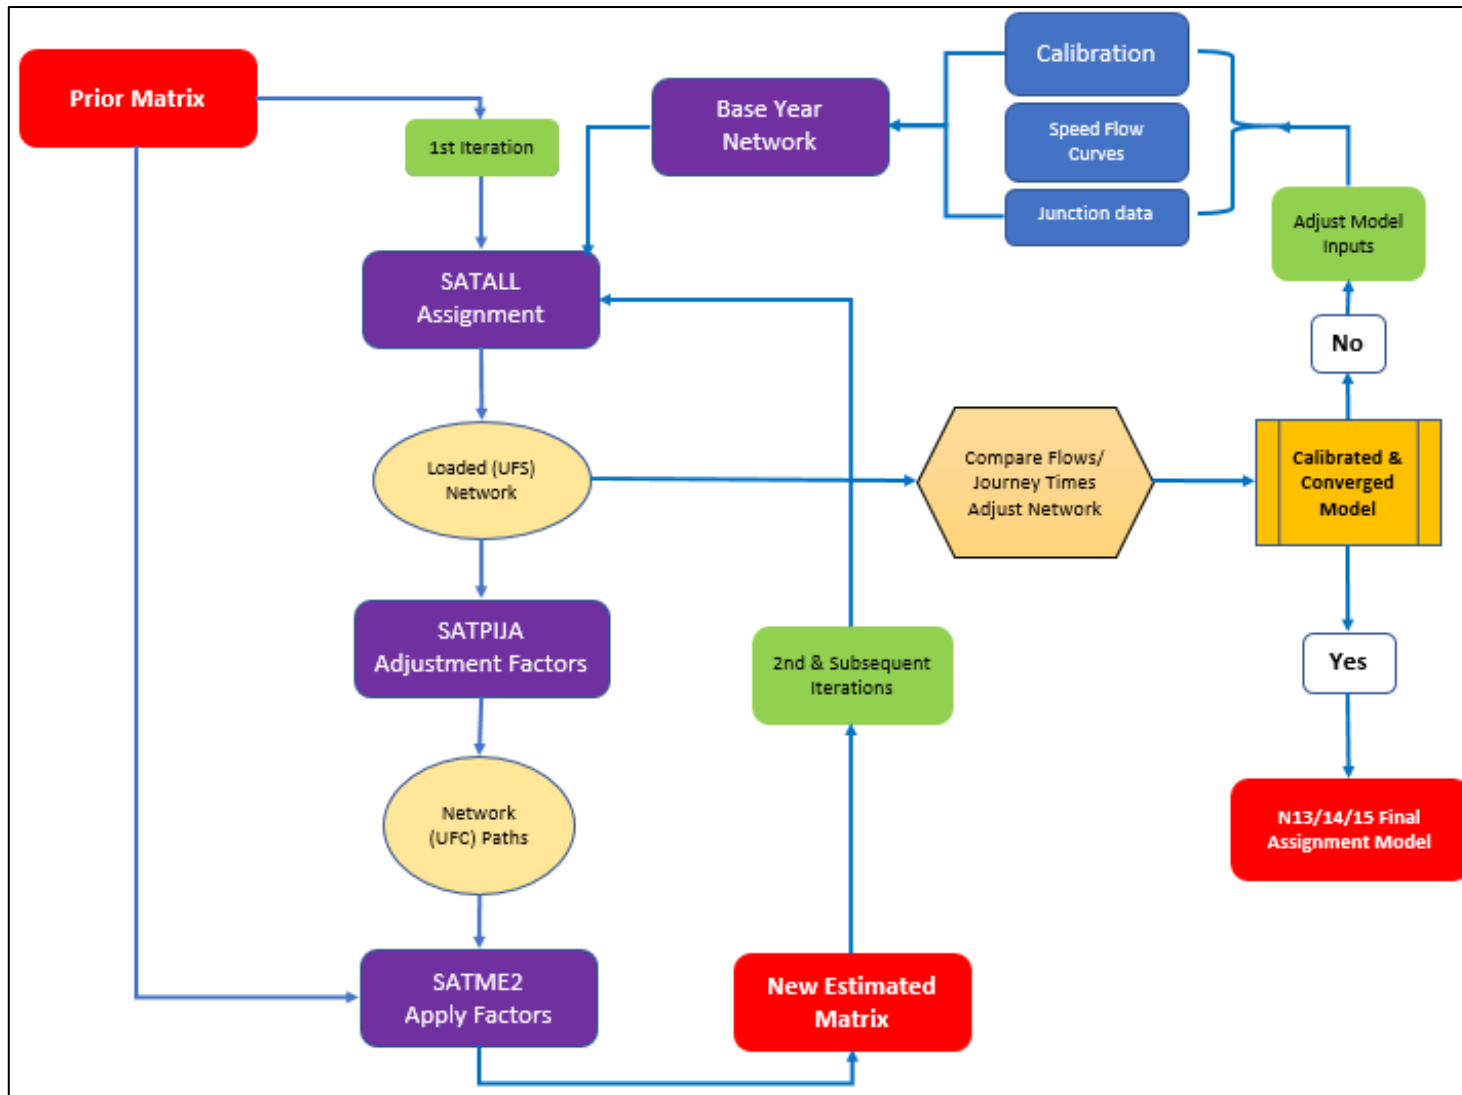 Prior Matrix
1st Iteration
Base Year
Network
Calibration
Speed Flow
Curves
Junction data
Adjust Model
Inputs
SATALL
Assignment
No
Loaded (UFS)
Network
Compare Flows/
Journey Times
Adjust Network
Calibrated &
Converged
Model
SATPIJA
Adjustment Factors
2nd & Subsequent
Iterations
Yes
Network
(UFC) Paths
N13/14/15 Final
Assignment Model
SATME2
Apply Factors
New Estimated
Matrix